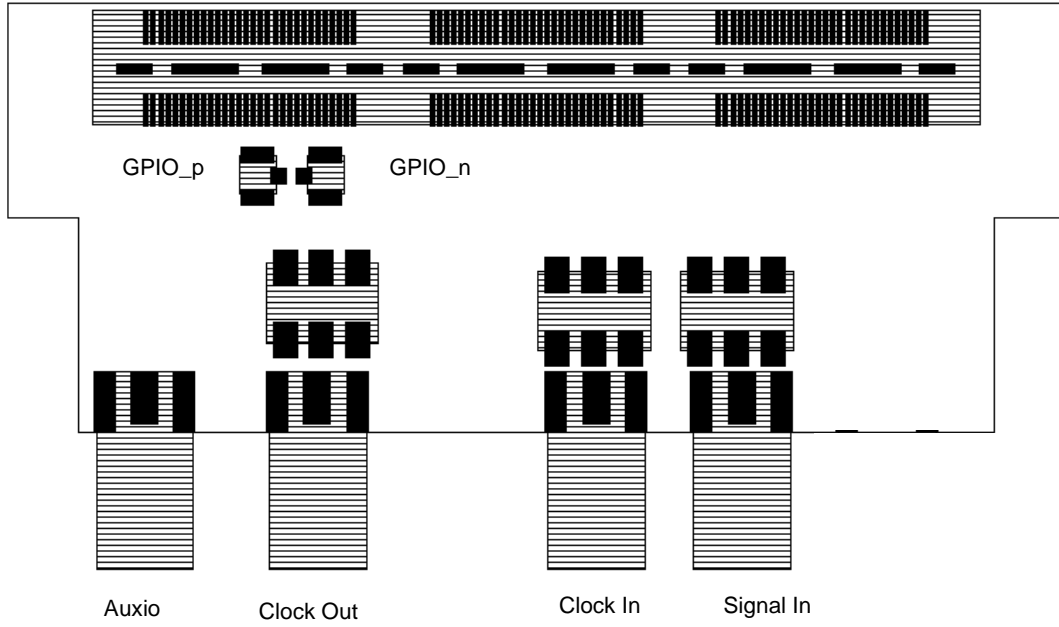 GPIO_p
GPIO_n
Auxio
Clock Out
Clock In
Signal In